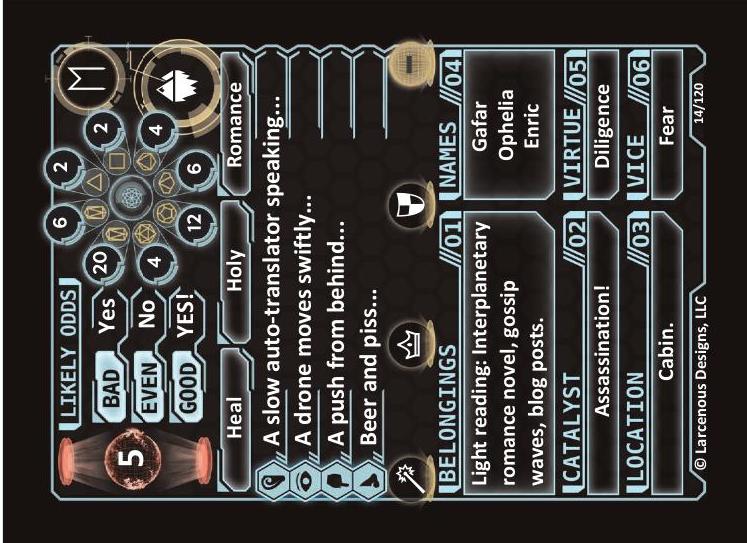 LIKELY ODDS
5
BAD Yes
EVEN No
GOOD YES!
6 2
20 2
4 4
12 6
Heal Holy Romance
A slow auto-translator speaking...
A drone moves swiftly...
A push from behind...
Beer and piss...
BELONGINGS ///01
Light reading: Interplanetary
romance novel, gossip
waves, blog posts.
NAMES ///04
Gafar
Ophelia
Enric
CATALYST ///02
Assassination!
VIRTUE ///05
Diligence
LOCATION ///03
Cabin.
VICE ///06
Fear
© Larcenous Designs, LLC
14/120